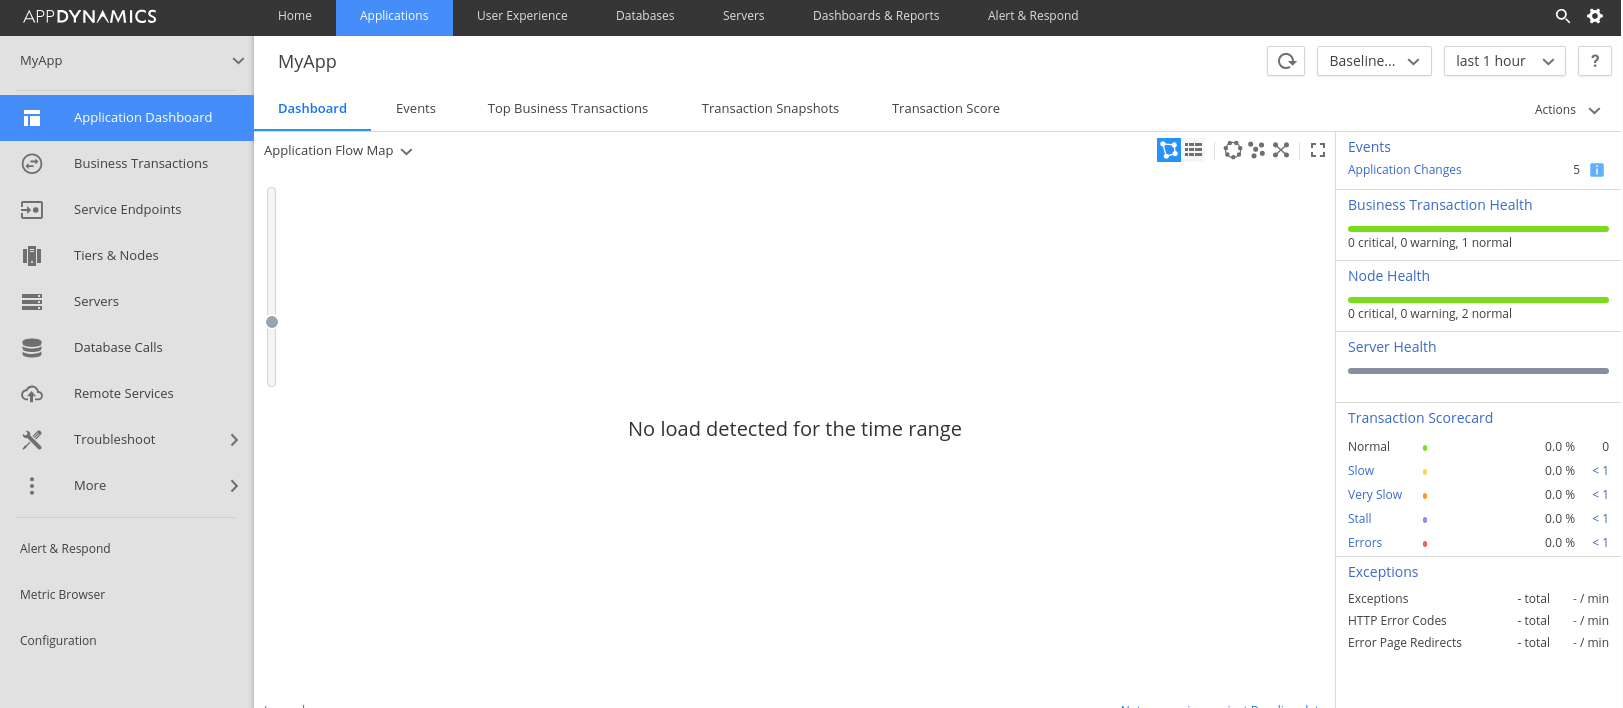 APPDYNAMICS Home Applications User Experience Databases Servers Dashboards & Reports Alert & Respond
MyApp
MyApp
Baseline... last 1 hour ?
Dashboard Events Top Business Transactions Transaction Snapshots Transaction Score
Actions
Application Dashboard
Business Transactions
Service Endpoints
Tiers & Nodes
Servers
Database Calls
Remote Services
Troubleshoot
More
Alert & Respond
Metric Browser
Configuration
Application Flow Map
No load detected for the time range
Events
Application Changes 5 i
Business Transaction Health
0 critical, 0 warning, 1 normal
Node Health
0 critical, 0 warning, 2 normal
Server Health
Transaction Scorecard
Normal 0.0 % 0
Slow 0.0 % < 1
Very Slow 0.0 % < 1
Stall 0.0 % < 1
Errors 0.0 % < 1
Exceptions
Exceptions - total - / min
HTTP Error Codes - total - / min
Error Page Redirects - total - / min